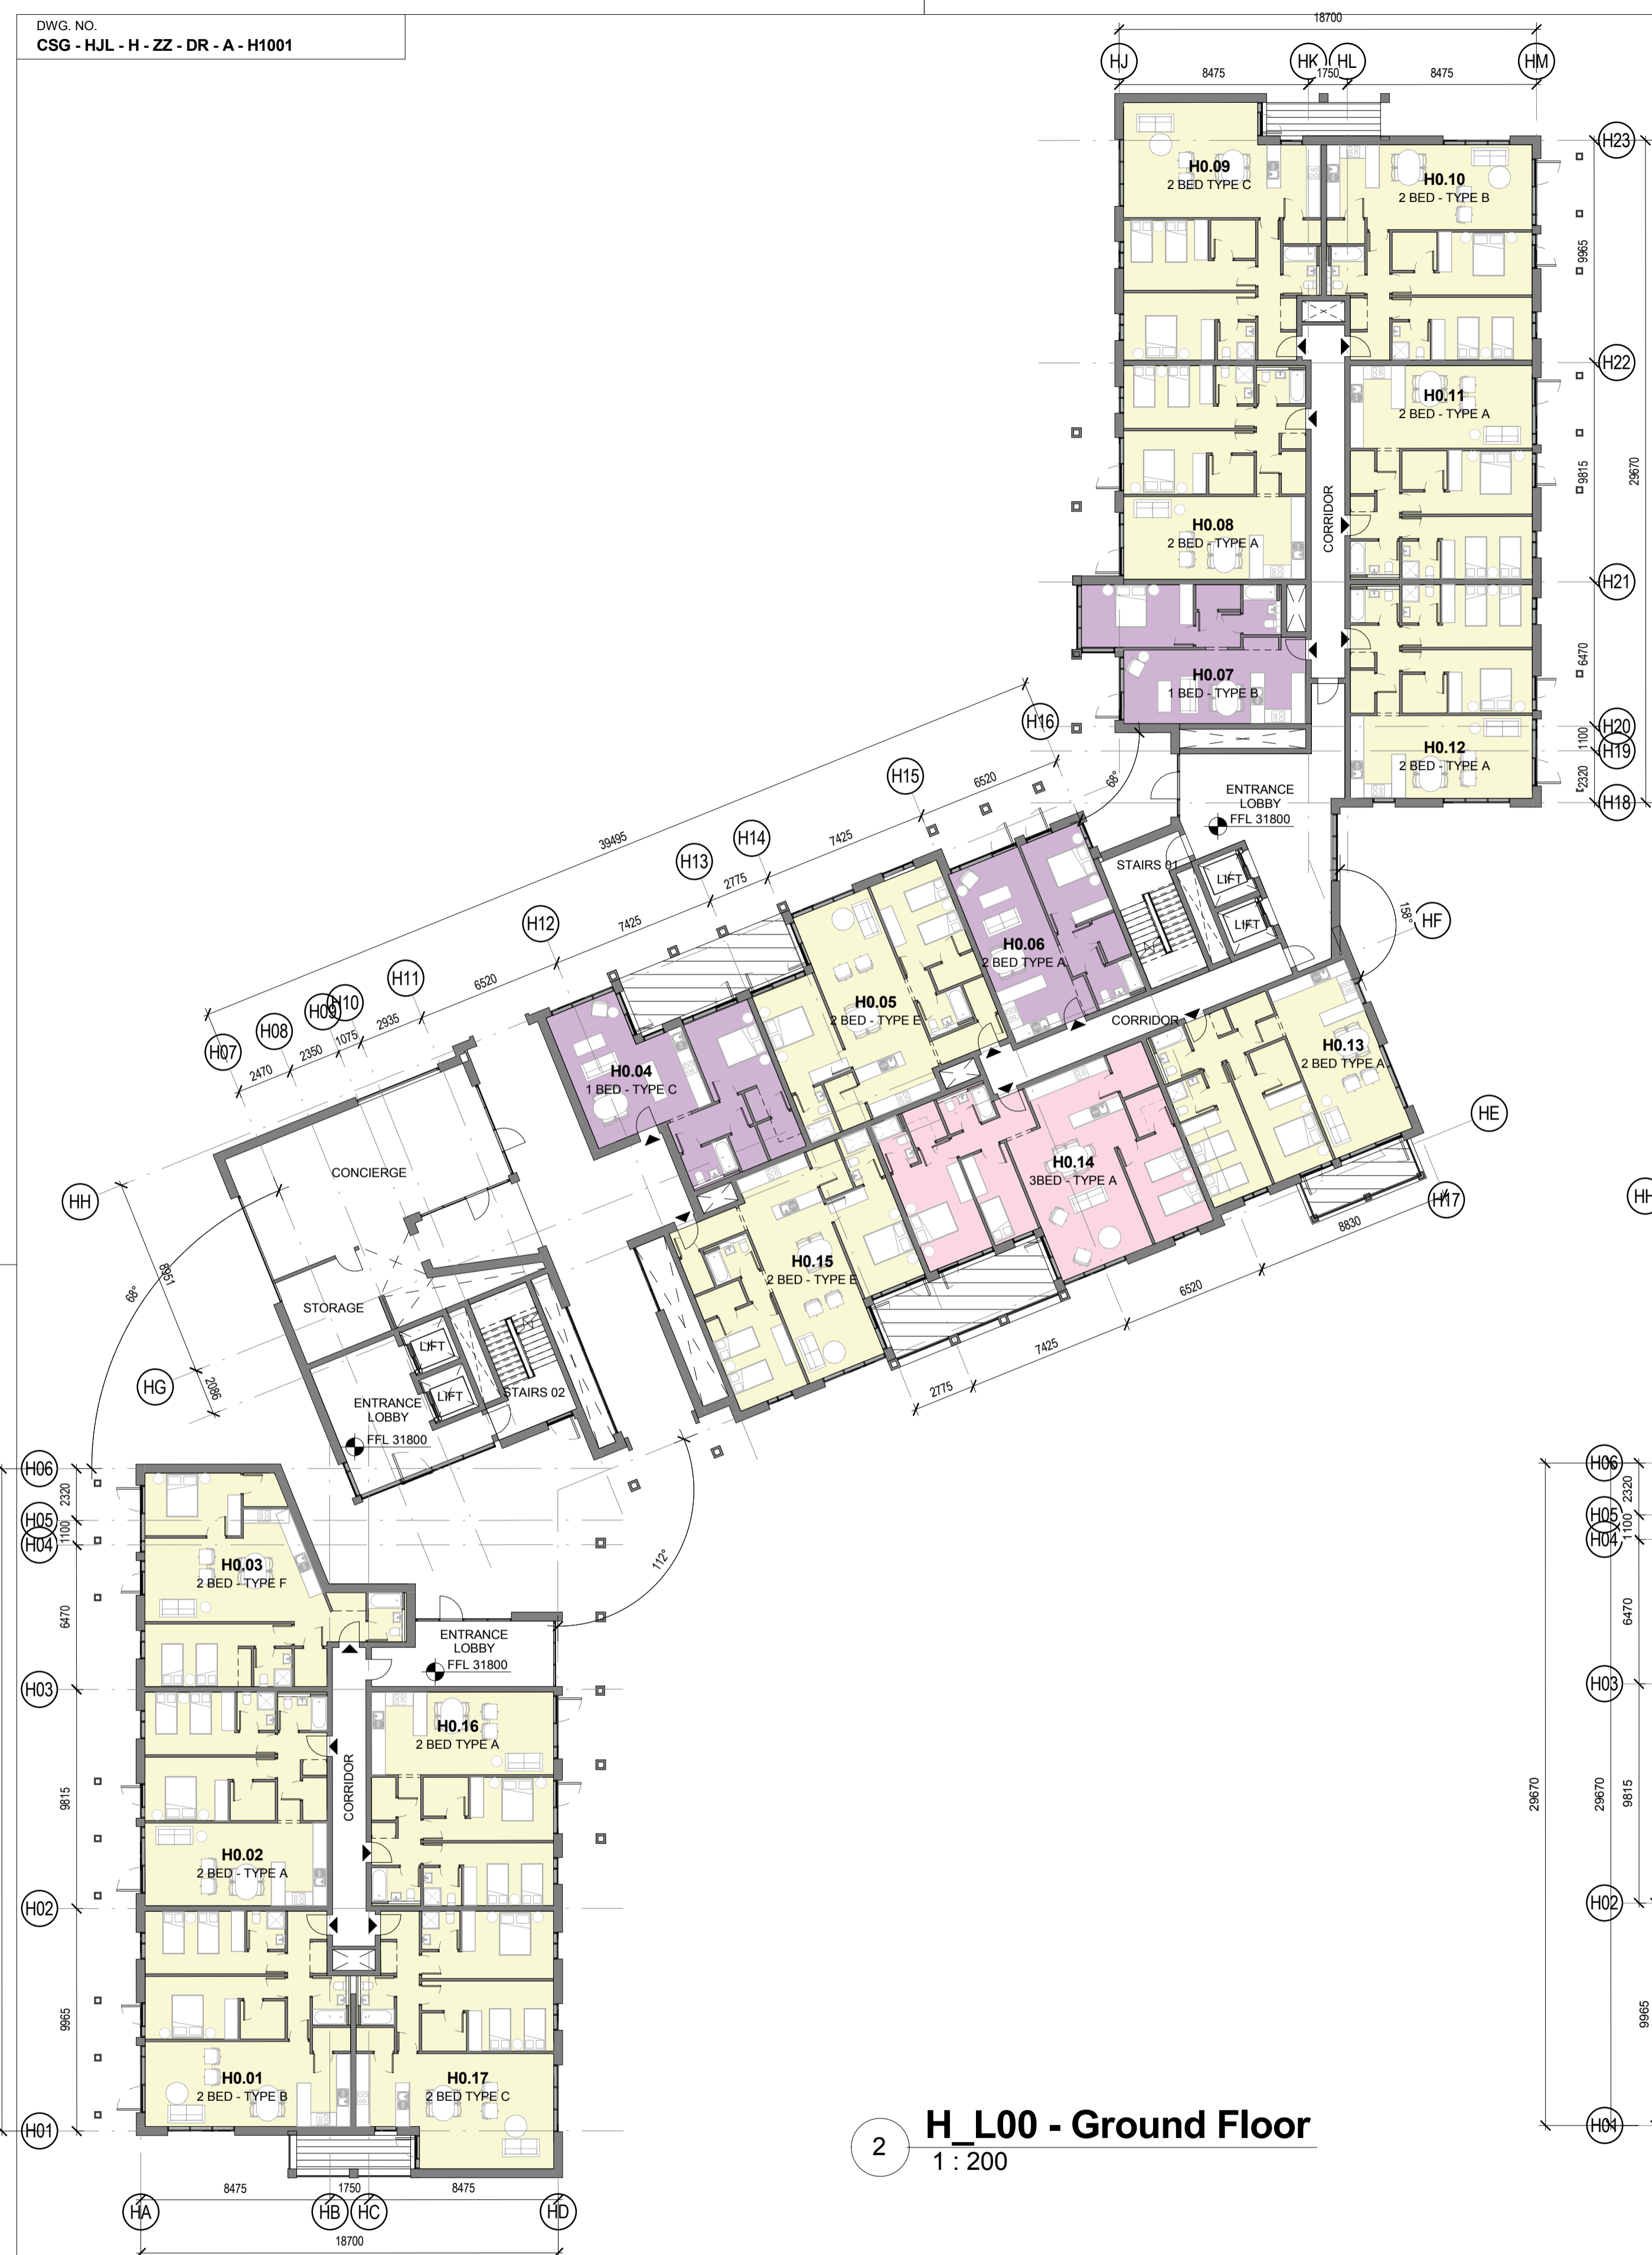 DWG. NO.
CSG - HJL - H - ZZ - DR - A - H1001
18700
HJ
HK
HL
HM
8475
1750
8475
H23
H0.09
2 BED TYPE C
H0.10
2 BED - TYPE B
9965
H22
H0.11
2 BED - TYPE A
9815
29670
CORRIDOR
H0.08
2 BED - TYPE A
H21
H0.07
1 BED - TYPE B
6470
H20
1100
H19
H0.12
2 BED - TYPE A
2320
H18
H16
68°
ENTRANCE
LOBBY
FFL 31800
H15
6520
39495
H14
7425
H13
2775
STAIRS 01
LIFT
LIFT
158°
HF
H12
7425
H0.06
2 BED TYPE A
H11
6520
H10
H09
2935
H0.05
2 BED - TYPE E
CORRIDOR
H08
1075
H07
2350
2470
H0.13
2 BED TYPE A
H0.04
1 BED - TYPE C
HE
CONCIERGE
H0.14
3BED - TYPE A
HH
H17
HH
8830
8951
68°
H0.15
2 BED - TYPE E
6520
STORAGE
LIFT
7425
HG
2086
LIFT
STAIRS 02
2775
ENTRANCE
LOBBY
FFL 31800
H06
2320
H05
1100
H04
H0.03
2 BED - TYPE F
6470
112°
ENTRANCE
LOBBY
FFL 31800
H03
H0.16
2 BED TYPE A
CORRIDOR
9815
H0.02
2 BED - TYPE A
H02
9965
H0.01
2 BED - TYPE B
H0.17
2 BED TYPE C
H01
8475
1750
8475
HA
HB
HC
HD
18700
H06
2320
H05
1100
H04
6470
H03
29670
29670
9815
H02
9965
H01
2
H_L00 - Ground Floor
1 : 200